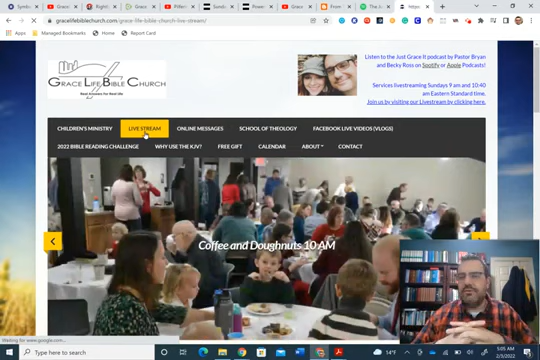 gracelifebiblechurch.com/grace-life-bible-church-live-stream/
Managed Bookmarks
Home
Report Card
GRACE LIFE BIBLE CHURCH
Real Answers for Real Life
Listen to the Just Grace It podcast by Pastor Bryan
and Becky Ross on Spotify or Apple Podcasts!
Services livestreaming Sundays 9 am and 10:40
am Eastern Standard time.
Join us by visiting our Livestream by clicking here.
CHILDREN'S MINISTRY
LIVE STREAM
ONLINE MESSAGES
SCHOOL OF THEOLOGY
FACEBOOK LIVE VIDEOS (VLOGS)
2022 BIBLE READING CHALLENGE
WHY USE THE KJV?
FREE GIFT
CALENDAR
ABOUT
CONTACT
Coffee and Doughnuts 10 AM
Waiting for www.google.com...
Type here to search
14°F
5:05 AM
2/3/2022